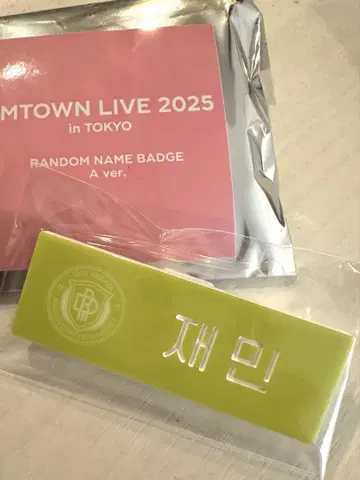 MTOWN LIVE 2025
in TOKYO
RANDOM NAME BADGE
A ver.
재민